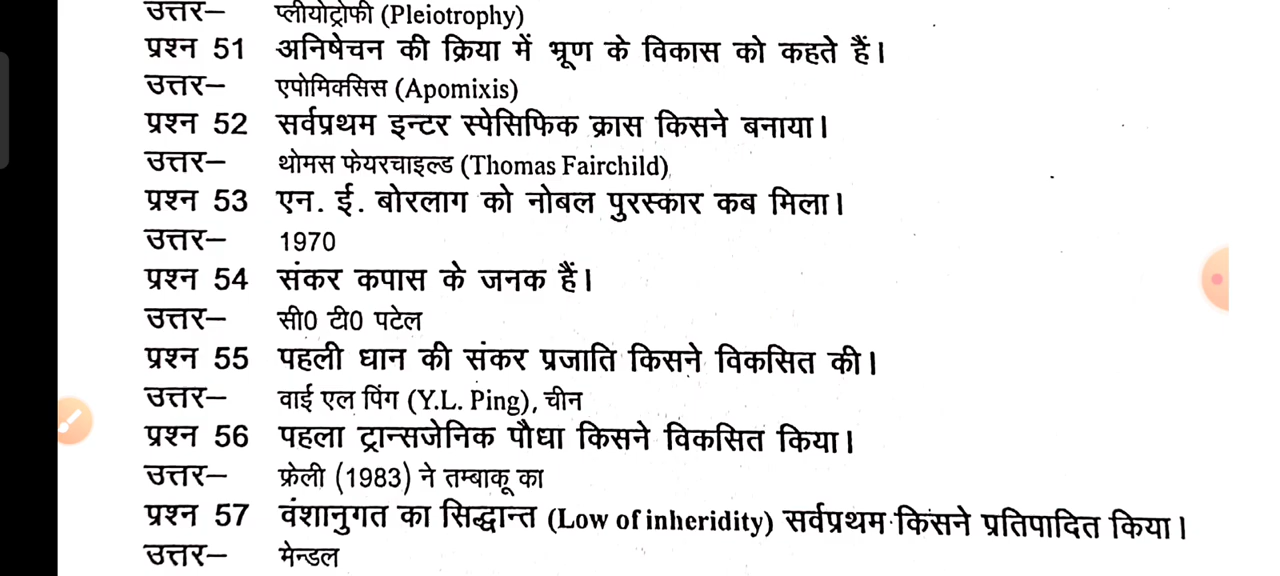 उत्तर– प्लीयोट्रोफी (Pleiotrophy)
प्रश्न 51 अनिषेचन की क्रिया में भ्रूण के विकास को कहते हैं।
उत्तर– एपोमिक्सिस (Apomixis)
प्रश्न 52 सर्वप्रथम इन्टर स्पेसिफिक क्रास किसने बनाया।
उत्तर– थोमस फेयरचाइल्ड (Thomas Fairchild)
प्रश्न 53 एन. ई. बोरलाग को नोबल पुरस्कार कब मिला।
उत्तर– 1970
प्रश्न 54 संकर कपास के जनक हैं।
उत्तर– सी0 टी0 पटेल
प्रश्न 55 पहली धान की संकर प्रजाति किसने विकसित की।
उत्तर– वाई एल पिंग (Y.L. Ping), चीन
प्रश्न 56 पहला ट्रान्सजेनिक पौधा किसने विकसित किया।
उत्तर– फ्रेली (1983) ने तम्बाकू का
प्रश्न 57 वंशानुगत का सिद्धान्त (Low of inheridity) सर्वप्रथम किसने प्रतिपादित किया।
उत्तर– मेन्डल